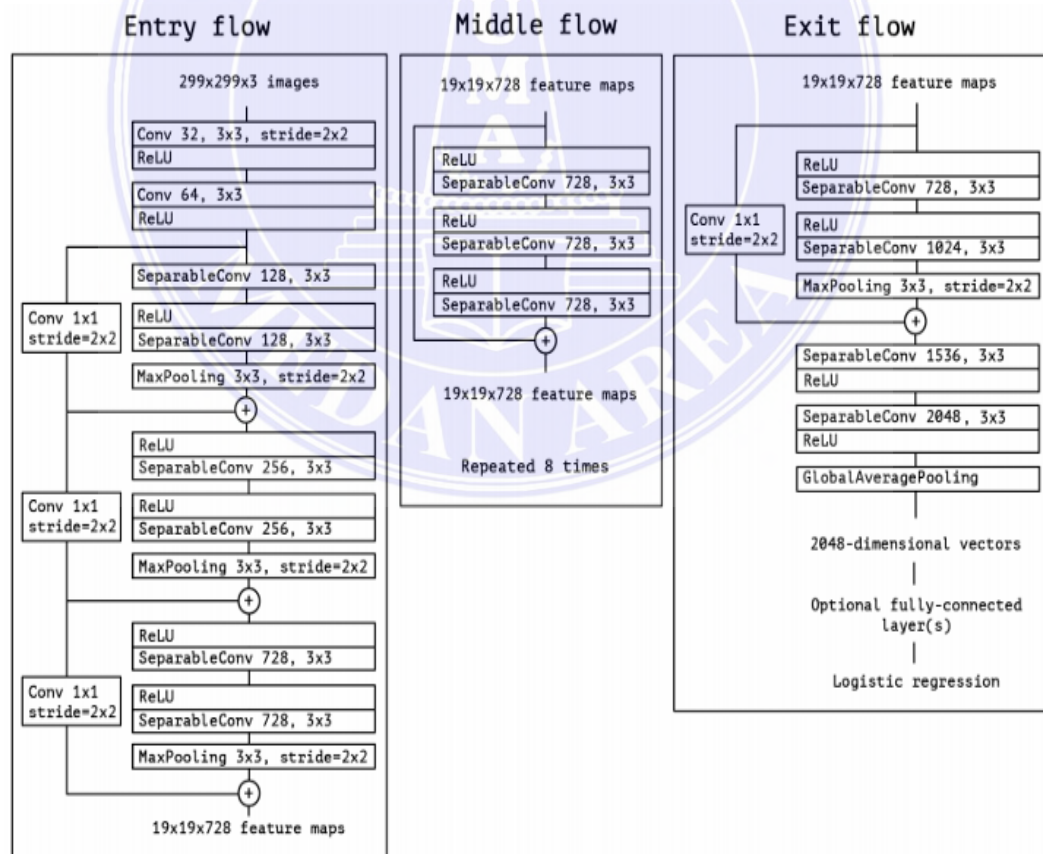 Entry flow
299x299x3 images
Conv 32, 3x3, stride=2x2
ReLU
Conv 64, 3x3
ReLU
SeparableConv 128, 3x3
Conv 1x1
stride=2x2
ReLU
SeparableConv 128, 3x3
MaxPooling 3x3, stride=2x2
+
ReLU
SeparableConv 256, 3x3
Conv 1x1
stride=2x2
ReLU
SeparableConv 256, 3x3
MaxPooling 3x3, stride=2x2
+
ReLU
SeparableConv 728, 3x3
Conv 1x1
stride=2x2
ReLU
SeparableConv 728, 3x3
MaxPooling 3x3, stride=2x2
+
19x19x728 feature maps
Middle flow
19x19x728 feature maps
ReLU
SeparableConv 728, 3x3
ReLU
SeparableConv 728, 3x3
ReLU
SeparableConv 728, 3x3
+
19x19x728 feature maps
Repeated 8 times
Exit flow
19x19x728 feature maps
ReLU
SeparableConv 728, 3x3
Conv 1x1
stride=2x2
ReLU
SeparableConv 1024, 3x3
MaxPooling 3x3, stride=2x2
+
SeparableConv 1536, 3x3
ReLU
SeparableConv 2048, 3x3
ReLU
GlobalAveragePooling
2048-dimensional vectors
Optional fully-connected
layer(s)
Logistic regression
U
M
A
MEDAN AREA